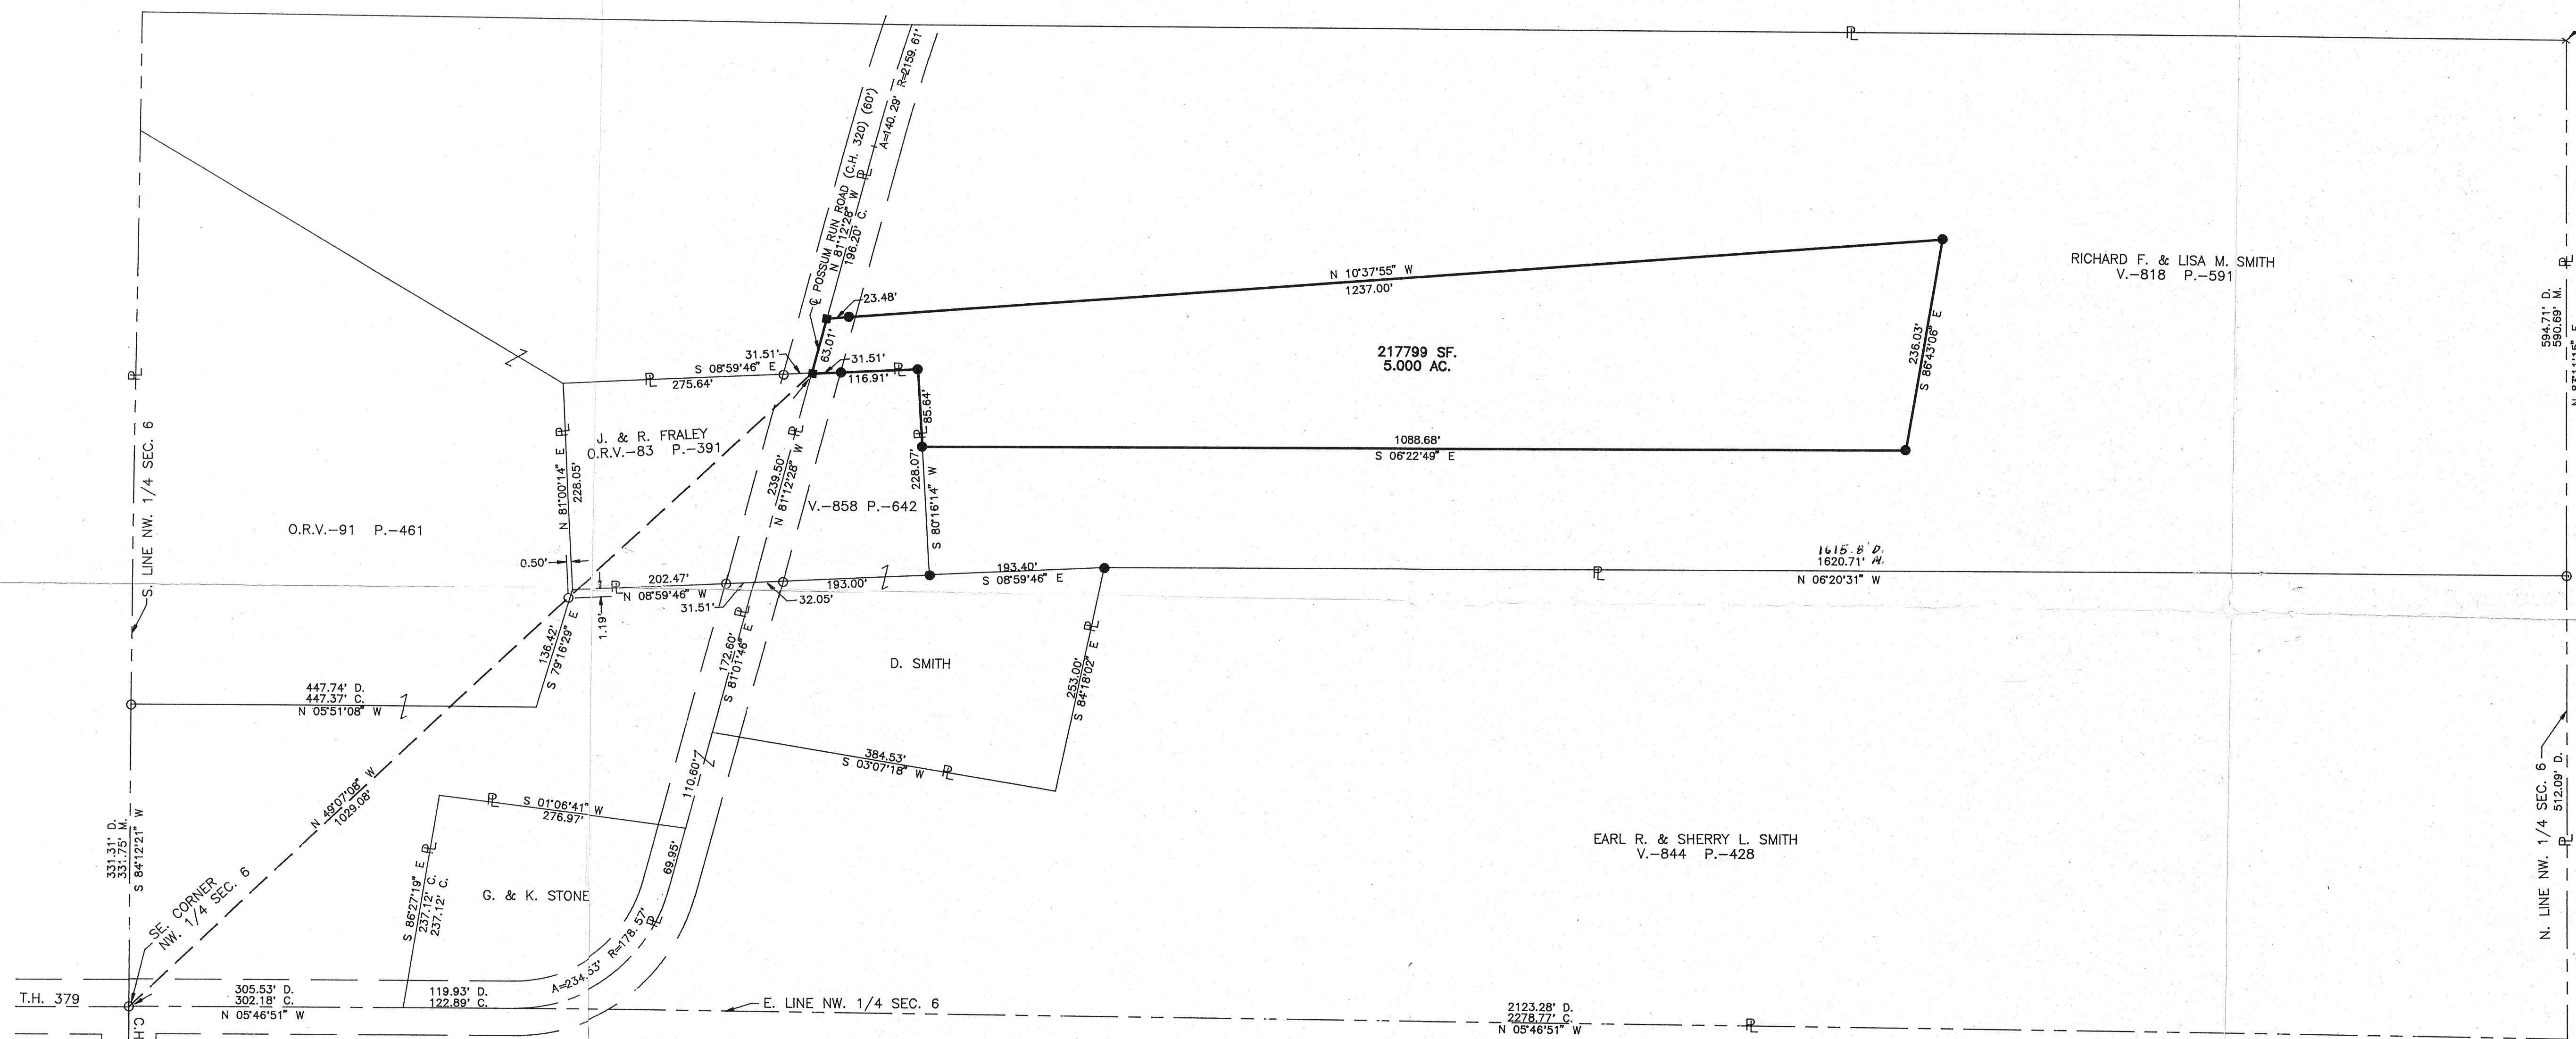 A=140.29' R=2159.61'
℄ POSSUM RUN ROAD (C.H. 320) (60')
N 81°12'28" W
196.20' C.
23.48'
63.01'
31.51'
31.51'
116.91'
S 08°59'46" E
275.64'
85.64'
N 10°37'55" W
1237.00'
217799 SF.
5.000 AC.
236.03'
S 86°43'06" E
1088.68'
S 06°22'49" E
RICHARD F. & LISA M. SMITH
V.-818 P.-591
594.71' D.
590.69' M.
J. & R. FRALEY
O.R.V.-83 P.-391
N 81°00'14" E
228.05'
239.50'
N 81°12'28" W
V.-858 P.-642
228.07'
S 80°16'14" W
O.R.V.-91 P.-461
S. LINE NW. 1/4 SEC. 6
0.50'
1.19'
202.47'
N 08°59'46" W
31.51'
32.05'
193.00'
193.40'
S 08°59'46" E
1615.8' D.
1620.71' M.
N 06°20'31" W
136.42'
S 79°16'29" E
172.60'
S 81°01'46" E
D. SMITH
253.00'
S 84°18'02" E
447.74' D.
447.37' C.
N 05°51'08" W
384.53'
S 03°07'18" W
110.60'
N 49°07'08" W
1029.08'
S 01°06'41" W
276.97'
69.95'
331.31' D.
331.75' M.
S 84°12'21" W
SE. CORNER
NW. 1/4 SEC. 6
S 86°27'19" E
237.12' C.
237.12' C.
G. & K. STONE
A=234.53' R=178.57'
EARL R. & SHERRY L. SMITH
V.-844 P.-428
N. LINE NW. 1/4 SEC. 6
512.09' D.
T.H. 379
305.53' D.
302.18' C.
N 05°46'51" W
119.93' D.
122.89' C.
E. LINE NW. 1/4 SEC. 6
2123.28' D.
2278.77' C.
N 05°46'51" W
C.H